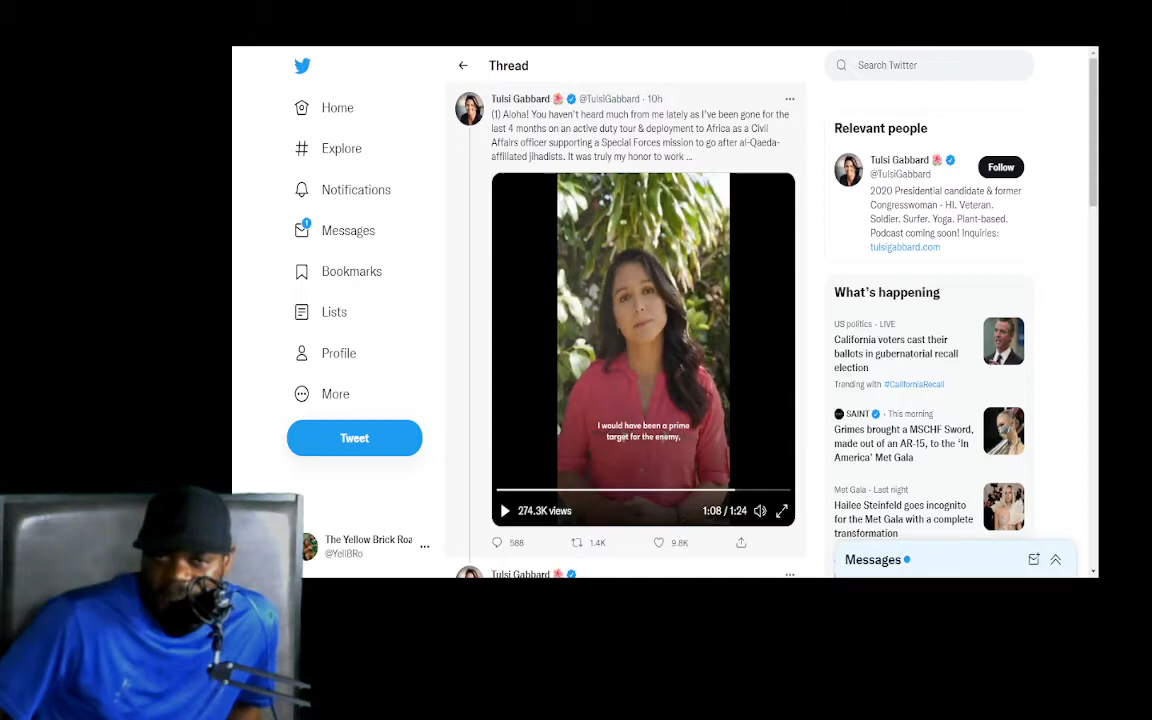 Thread
Search Twitter
Home
Explore
Notifications
1
Messages
Bookmarks
Lists
Profile
More
Tweet
The Yellow Brick Roa
@YellBRo
Tulsi Gabbard 🌺 @TulsiGabbard · 10h
(1) Aloha! You haven't heard much from me lately as I've been gone for the
last 4 months on an active duty tour & deployment to Africa as a Civil
Affairs officer supporting a Special Forces mission to go after al-Qaeda-
affiliated jihadists. It was truly my honor to work ...
I would have been a prime
target for the enemy,
274.3K views
1:08 / 1:24
588
1.4K
9.8K
Tulsi Gabbard 🌺
Relevant people
Tulsi Gabbard 🌺
@TulsiGabbard
Follow
2020 Presidential candidate & former
Congresswoman - HI. Veteran.
Soldier. Surfer. Yoga. Plant-based.
Podcast coming soon! Inquiries:
tulsigabbard.com
What's happening
US politics · LIVE
California voters cast their
ballots in gubernatorial recall
election
Trending with #CaliforniaRecall
SAINT · This morning
Grimes brought a MSCHF Sword,
made out of an AR-15, to the 'In
America' Met Gala
Met Gala · Last night
Hailee Steinfeld goes incognito
for the Met Gala with a complete
transformation
Messages